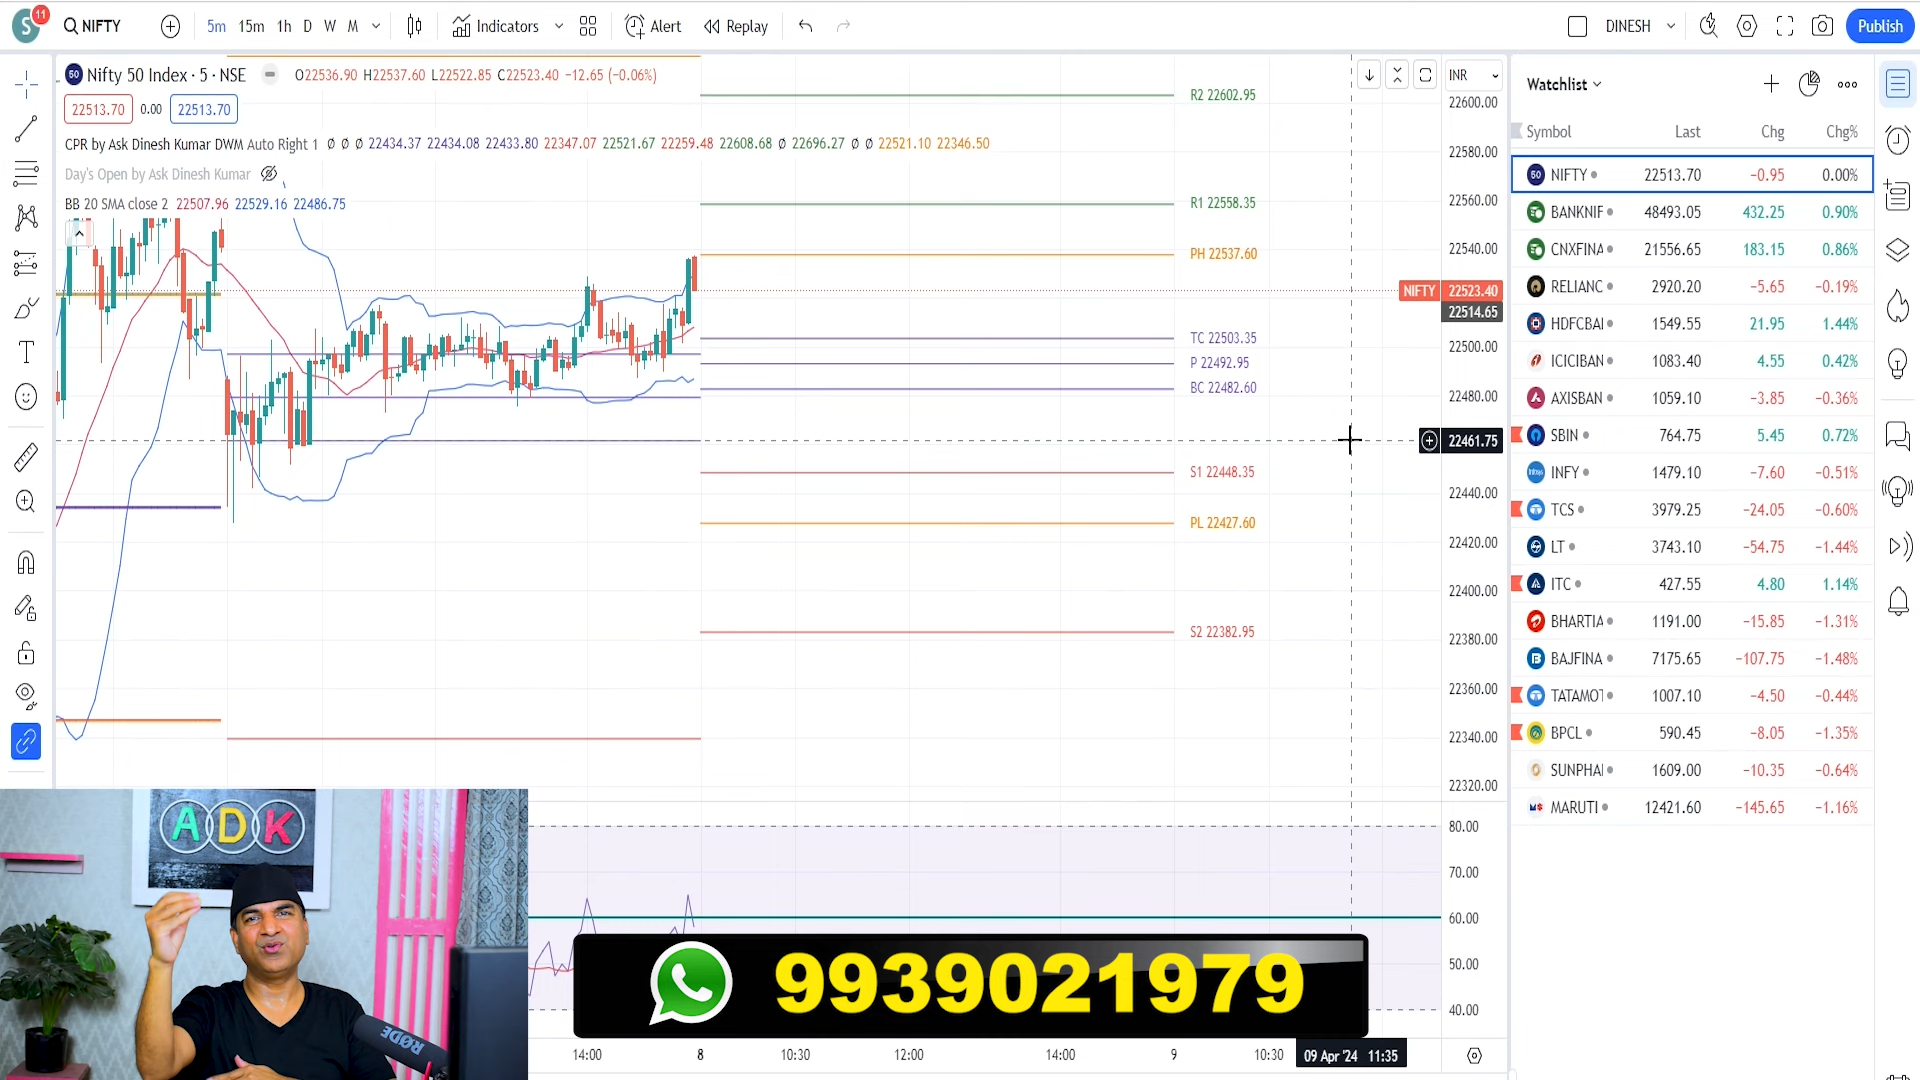 S 11 NIFTY 5m 15m 1h D W M Indicators Alert Replay DINESH Publish
50 Nifty 50 Index · 5 · NSE O22536.90 H22537.60 L22522.85 C22523.40 −12.65 (−0.06%)
22513.70 0.00 22513.70
CPR by Ask Dinesh Kumar DWM Auto Right 1 Ø Ø Ø 22434.37 22434.08 22433.80 22347.07 22521.67 22259.48 22608.68 Ø 22696.27 Ø Ø 22521.10 22346.50
Day's Open by Ask Dinesh Kumar
BB 20 SMA close 2 22507.96 22529.16 22486.75
R2 22602.95
R1 22558.35
PH 22537.60
TC 22503.35
P 22492.95
BC 22482.60
S1 22448.35
PL 22427.60
S2 22382.95
INR
22600.00
22580.00
22560.00
22540.00
NIFTY 22523.40
22514.65
22500.00
22480.00
22461.75
22440.00
22420.00
22400.00
22380.00
22360.00
22340.00
22320.00
80.00
70.00
60.00
50.00
40.00
14:00 8 10:30 12:00 14:00 9 10:30 09 Apr '24 11:35
Watchlist
Symbol Last Chg Chg%
50 NIFTY 22513.70 −0.95 0.00%
BANKNIF 48493.05 432.25 0.90%
CNXFINA 21556.65 183.15 0.86%
RELIANC 2920.20 −5.65 −0.19%
HDFCBAI 1549.55 21.95 1.44%
ICICIBAN 1083.40 4.55 0.42%
AXISBAN 1059.10 −3.85 −0.36%
SBIN 764.75 5.45 0.72%
INFY 1479.10 −7.60 −0.51%
TCS 3979.25 −24.05 −0.60%
LT 3743.10 −54.75 −1.44%
ITC 427.55 4.80 1.14%
BHARTIA 1191.00 −15.85 −1.31%
BAJFINA 7175.65 −107.75 −1.48%
TATAMOT 1007.10 −4.50 −0.44%
BPCL 590.45 −8.05 −1.35%
SUNPHAI 1609.00 −10.35 −0.64%
MARUTI 12421.60 −145.65 −1.16%
ADK
RØDE
9939021979